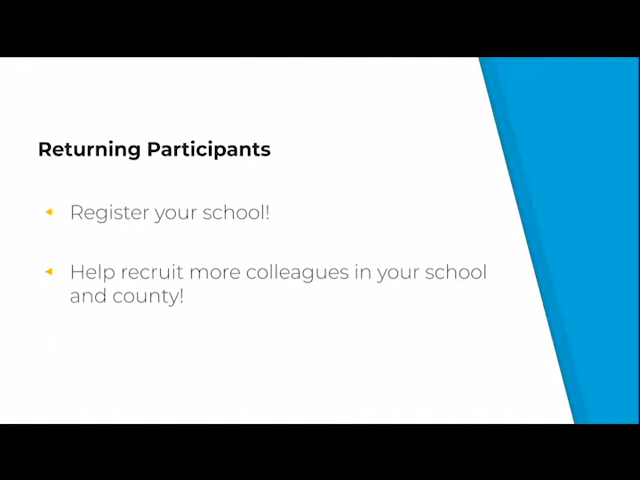 Returning Participants
Register your school!
Help recruit more colleagues in your school
and county!